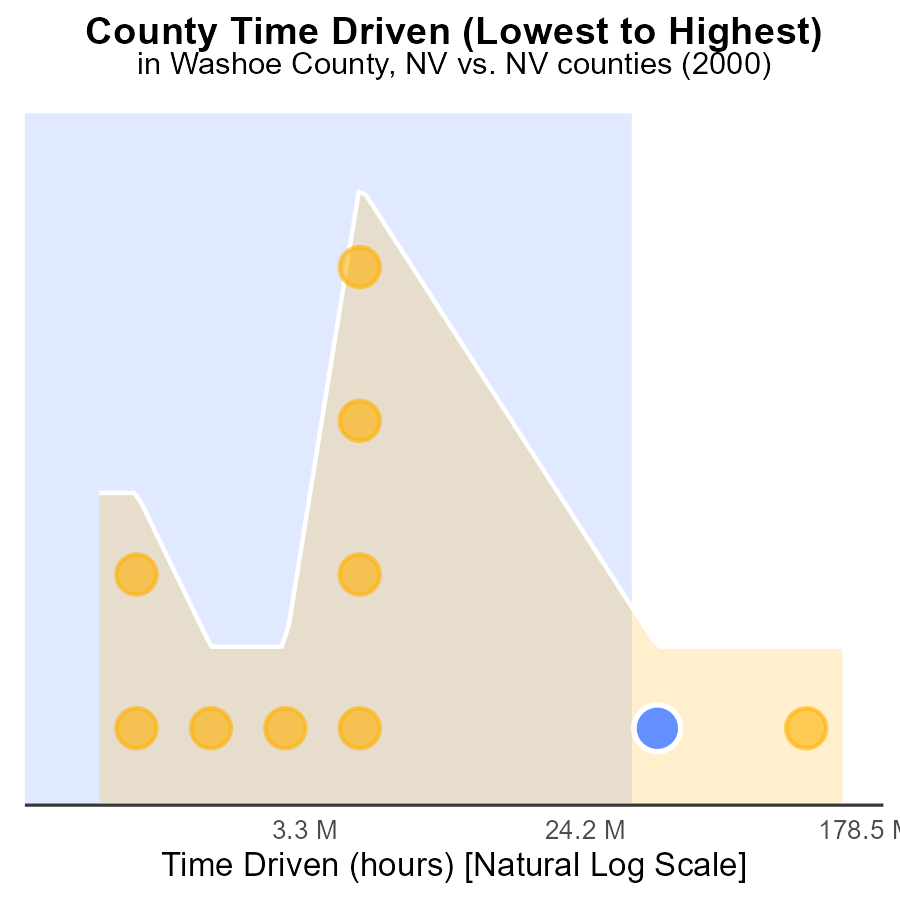 County Time Driven (Lowest to Highest)
in Washoe County, NV vs. NV counties (2000)
3.3 M 24.2 M 178.5 M
Time Driven (hours) [Natural Log Scale]